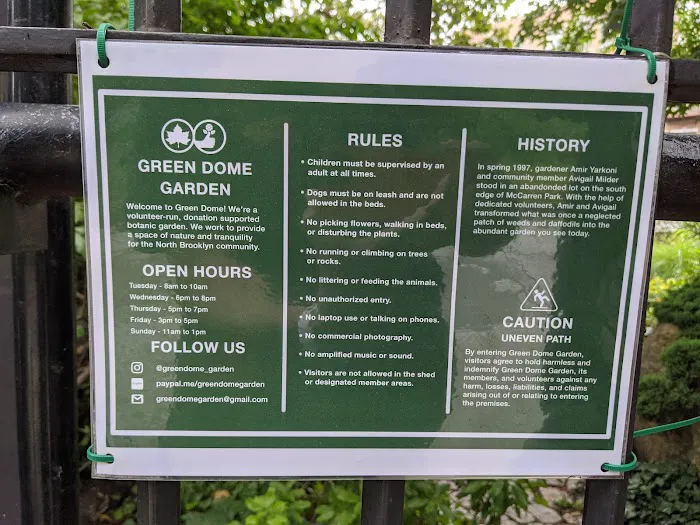 GREEN DOME
GARDEN
Welcome to Green Dome! We're a
volunteer-run, donation supported
botanic garden. We work to provide
a space of nature and tranquility
for the North Brooklyn community.
OPEN HOURS
Tuesday - 8am to 10am
Wednesday - 6pm to 8pm
Thursday - 5pm to 7pm
Friday - 3pm to 5pm
Sunday - 11am to 1pm
FOLLOW US
@greendome_garden
paypal.me/greendomegarden
greendomegarden@gmail.com
RULES
• Children must be supervised by an
adult at all times.
• Dogs must be on leash and are not
allowed in the beds.
• No picking flowers, walking in beds,
or disturbing the plants.
• No running or climbing on trees
or rocks.
• No littering or feeding the animals.
• No unauthorized entry.
• No laptop use or talking on phones.
• No commercial photography.
• No amplified music or sound.
• Visitors are not allowed in the shed
or designated member areas.
HISTORY
In spring 1997, gardener Amir Yarkoni
and community member Avigail Milder
stood in an abandoned lot on the south
edge of McCarren Park. With the help of
dedicated volunteers, Amir and Avigail
transformed what was once a neglected
patch of weeds and daffodils into the
abundant garden you see today.
CAUTION
UNEVEN PATH
By entering Green Dome Garden,
visitors agree to hold harmless and
indemnify Green Dome Garden, its
members, and volunteers against any
harm, losses, liabilities, and claims
arising out of or relating to entering
the premises.